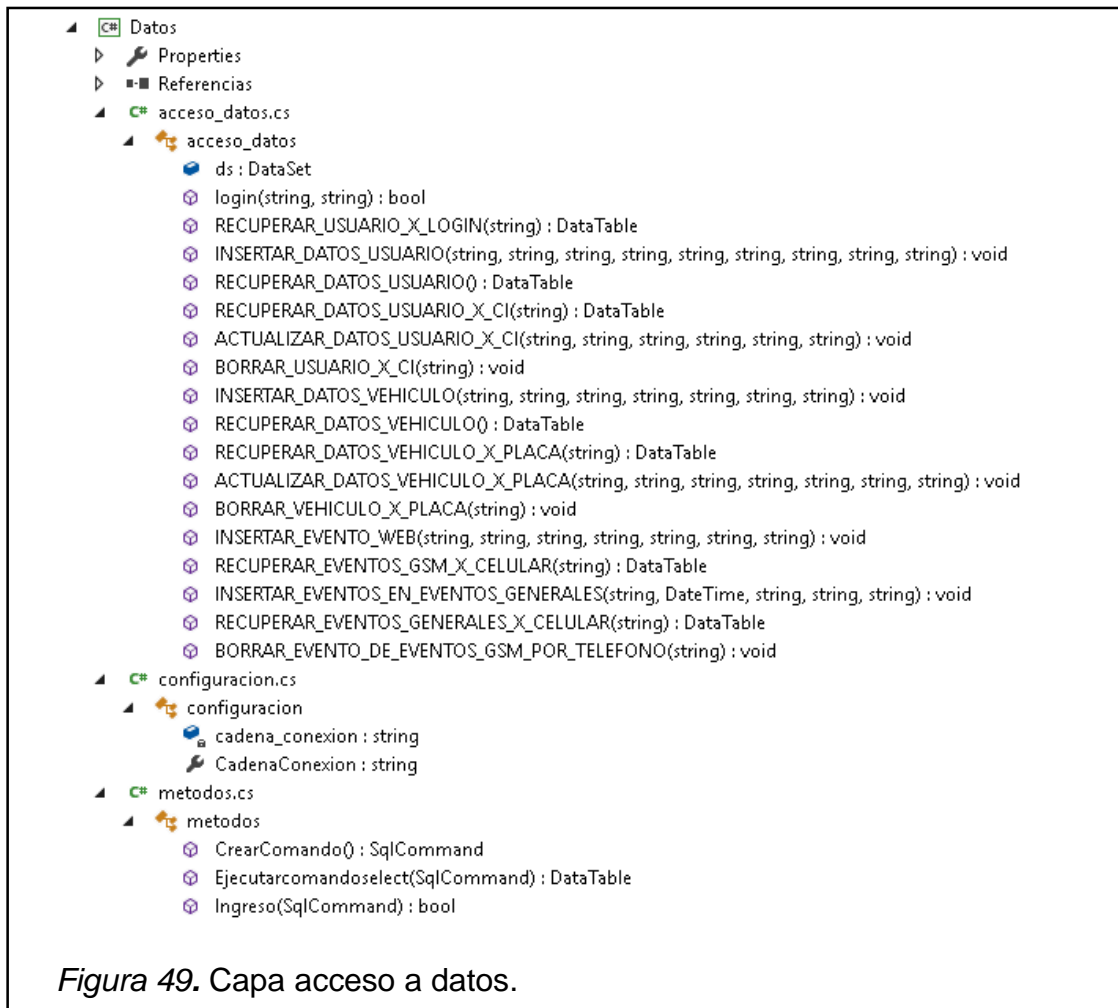 C# Datos
Properties
Referencias
C# acceso_datos.cs
acceso_datos
ds : DataSet
login(string, string) : bool
RECUPERAR_USUARIO_X_LOGIN(string) : DataTable
INSERTAR_DATOS_USUARIO(string, string, string, string, string, string, string, string, string) : void
RECUPERAR_DATOS_USUARIO() : DataTable
RECUPERAR_DATOS_USUARIO_X_CI(string) : DataTable
ACTUALIZAR_DATOS_USUARIO_X_CI(string, string, string, string, string, string) : void
BORRAR_USUARIO_X_CI(string) : void
INSERTAR_DATOS_VEHICULO(string, string, string, string, string, string, string) : void
RECUPERAR_DATOS_VEHICULO() : DataTable
RECUPERAR_DATOS_VEHICULO_X_PLACA(string) : DataTable
ACTUALIZAR_DATOS_VEHICULO_X_PLACA(string, string, string, string, string, string, string) : void
BORRAR_VEHICULO_X_PLACA(string) : void
INSERTAR_EVENTO_WEB(string, string, string, string, string, string, string) : void
RECUPERAR_EVENTOS_GSM_X_CELULAR(string) : DataTable
INSERTAR_EVENTOS_EN_EVENTOS_GENERALES(string, DateTime, string, string, string) : void
RECUPERAR_EVENTOS_GENERALES_X_CELULAR(string) : DataTable
BORRAR_EVENTO_DE_EVENTOS_GSM_POR_TELEFONO(string) : void
C# configuracion.cs
configuracion
cadena_conexion : string
CadenaConexion : string
C# metodos.cs
metodos
CrearComando() : SqlCommand
Ejecutarcomandoselect(SqlCommand) : DataTable
Ingreso(SqlCommand) : bool
Figura 49. Capa acceso a datos.